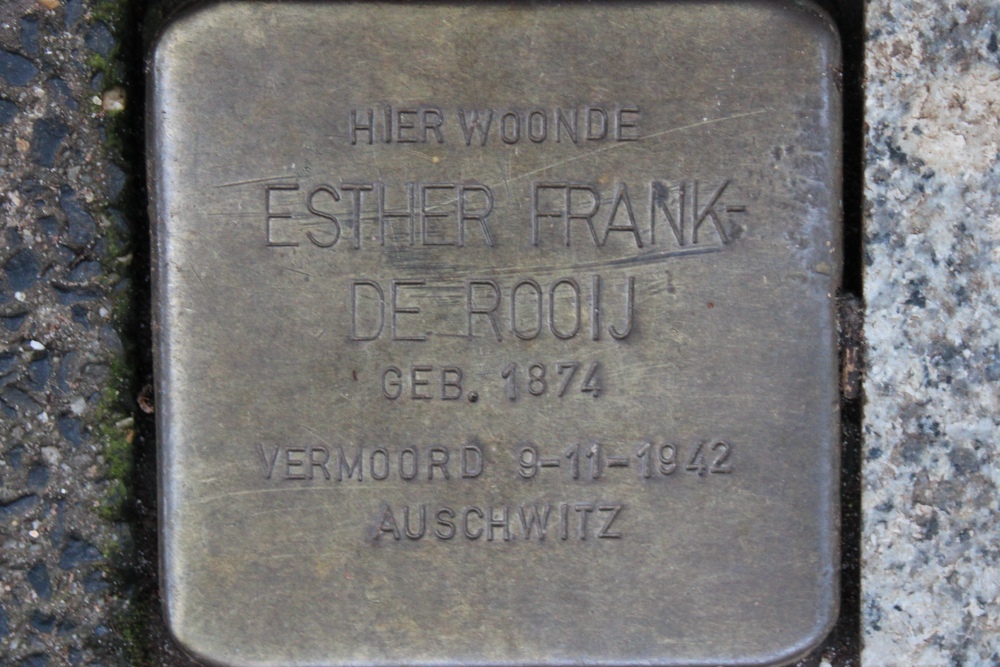 HIER WOONDE
ESTHER FRANK-
DE ROOIJ
GEB. 1874
VERMOORD 9-11-1942
AUSCHWITZ